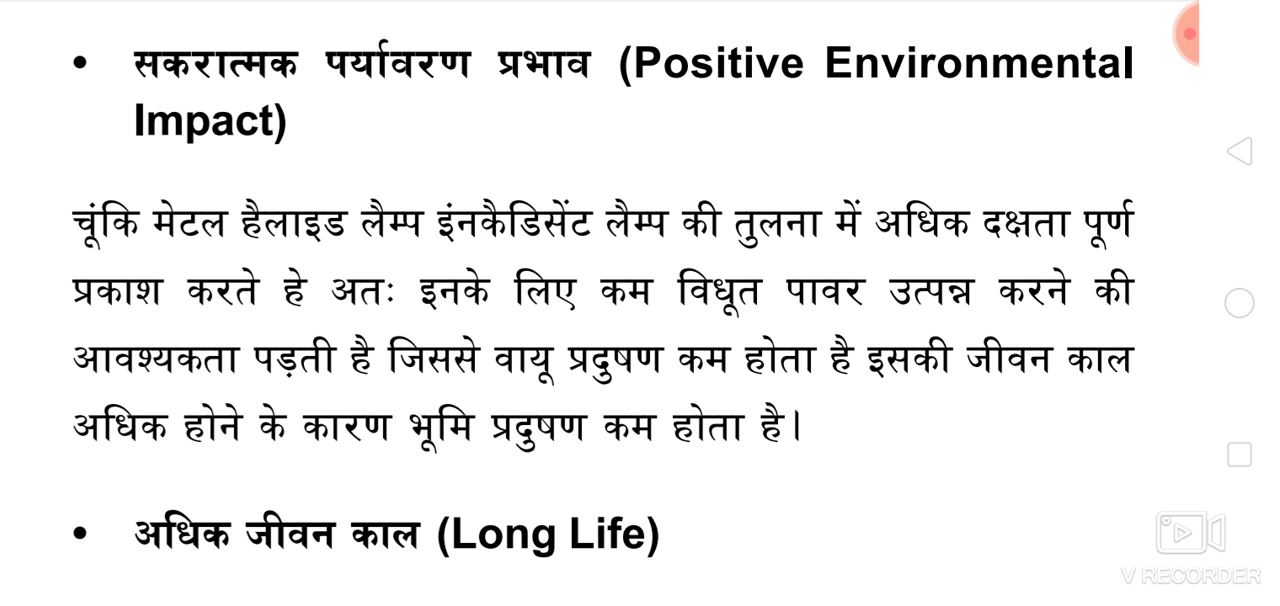 • सकरात्मक पर्यावरण प्रभाव (Positive Environmental
Impact)
चूंकि मेटल हैलाइड लैम्प इंनकैडिसेंट लैम्प की तुलना में अधिक दक्षता पूर्ण
प्रकाश करते हे अतः इनके लिए कम विधूत पावर उत्पन्न करने की
आवश्यकता पड़ती है जिससे वायू प्रदुषण कम होता है इसकी जीवन काल
अधिक होने के कारण भूमि प्रदुषण कम होता है।
• अधिक जीवन काल (Long Life)
V RECORDER